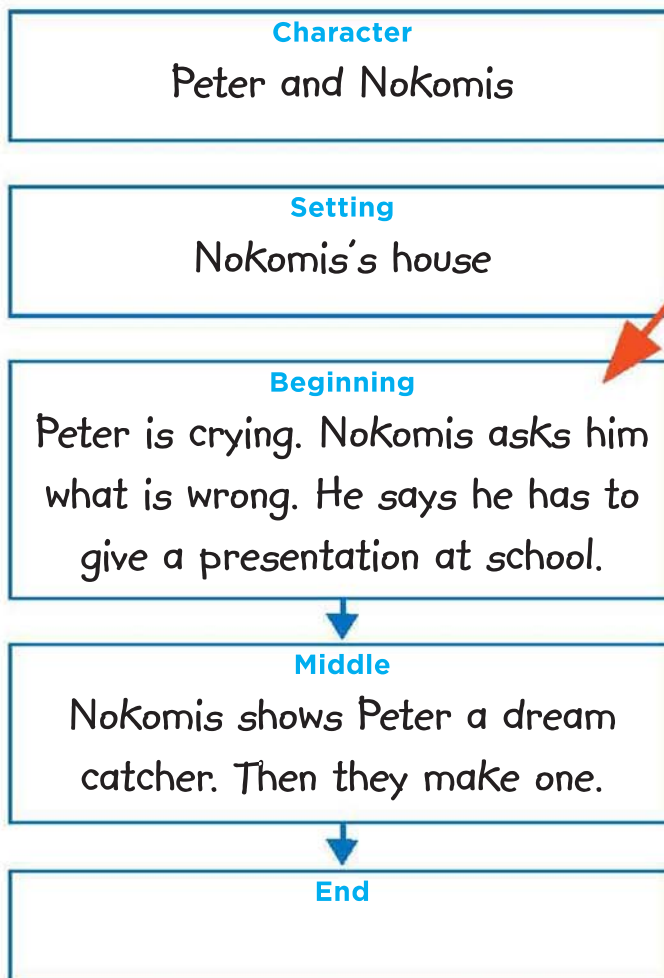 Character
Peter and Nokomis
Setting
Nokomis's house
Beginning
Peter is crying. Nokomis asks him
what is wrong. He says he has to
give a presentation at school.
Middle
Nokomis shows Peter a dream
catcher. Then they make one.
End